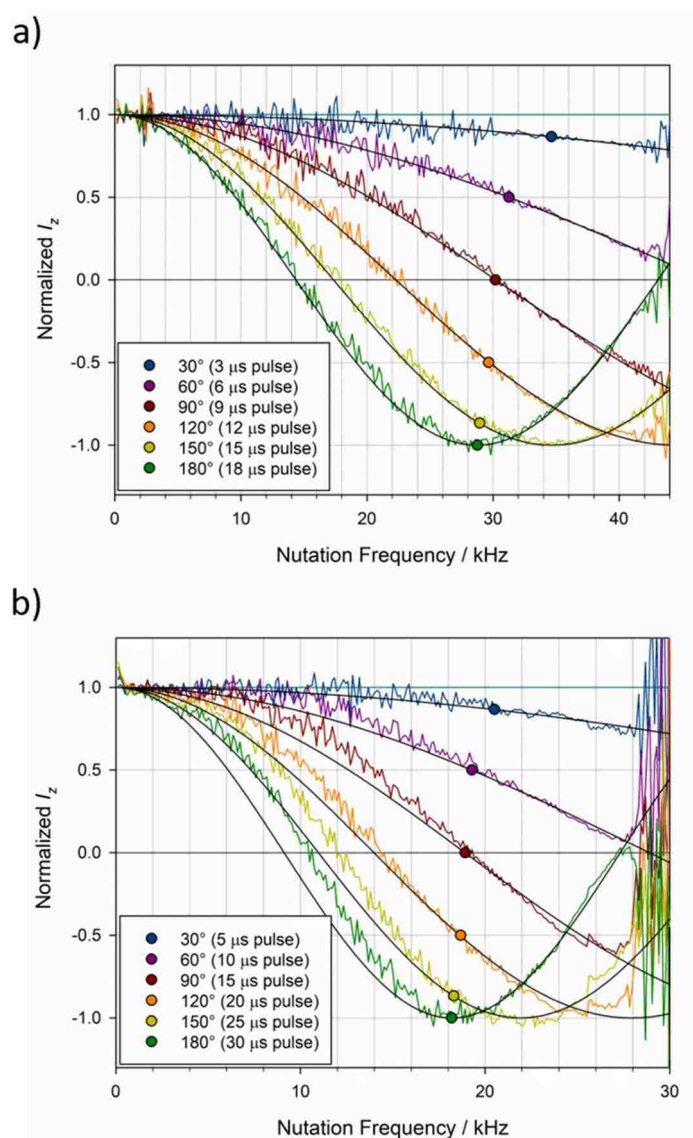 a)
Normalized Iz
1.0
0.5
0.0
-0.5
-1.0
30° (3 μs pulse)
60° (6 μs pulse)
90° (9 μs pulse)
120° (12 μs pulse)
150° (15 μs pulse)
180° (18 μs pulse)
0 10 20 30 40
Nutation Frequency / kHz
b)
Normalized Iz
1.0
0.5
0.0
-0.5
-1.0
30° (5 μs pulse)
60° (10 μs pulse)
90° (15 μs pulse)
120° (20 μs pulse)
150° (25 μs pulse)
180° (30 μs pulse)
0 10 20 30
Nutation Frequency / kHz